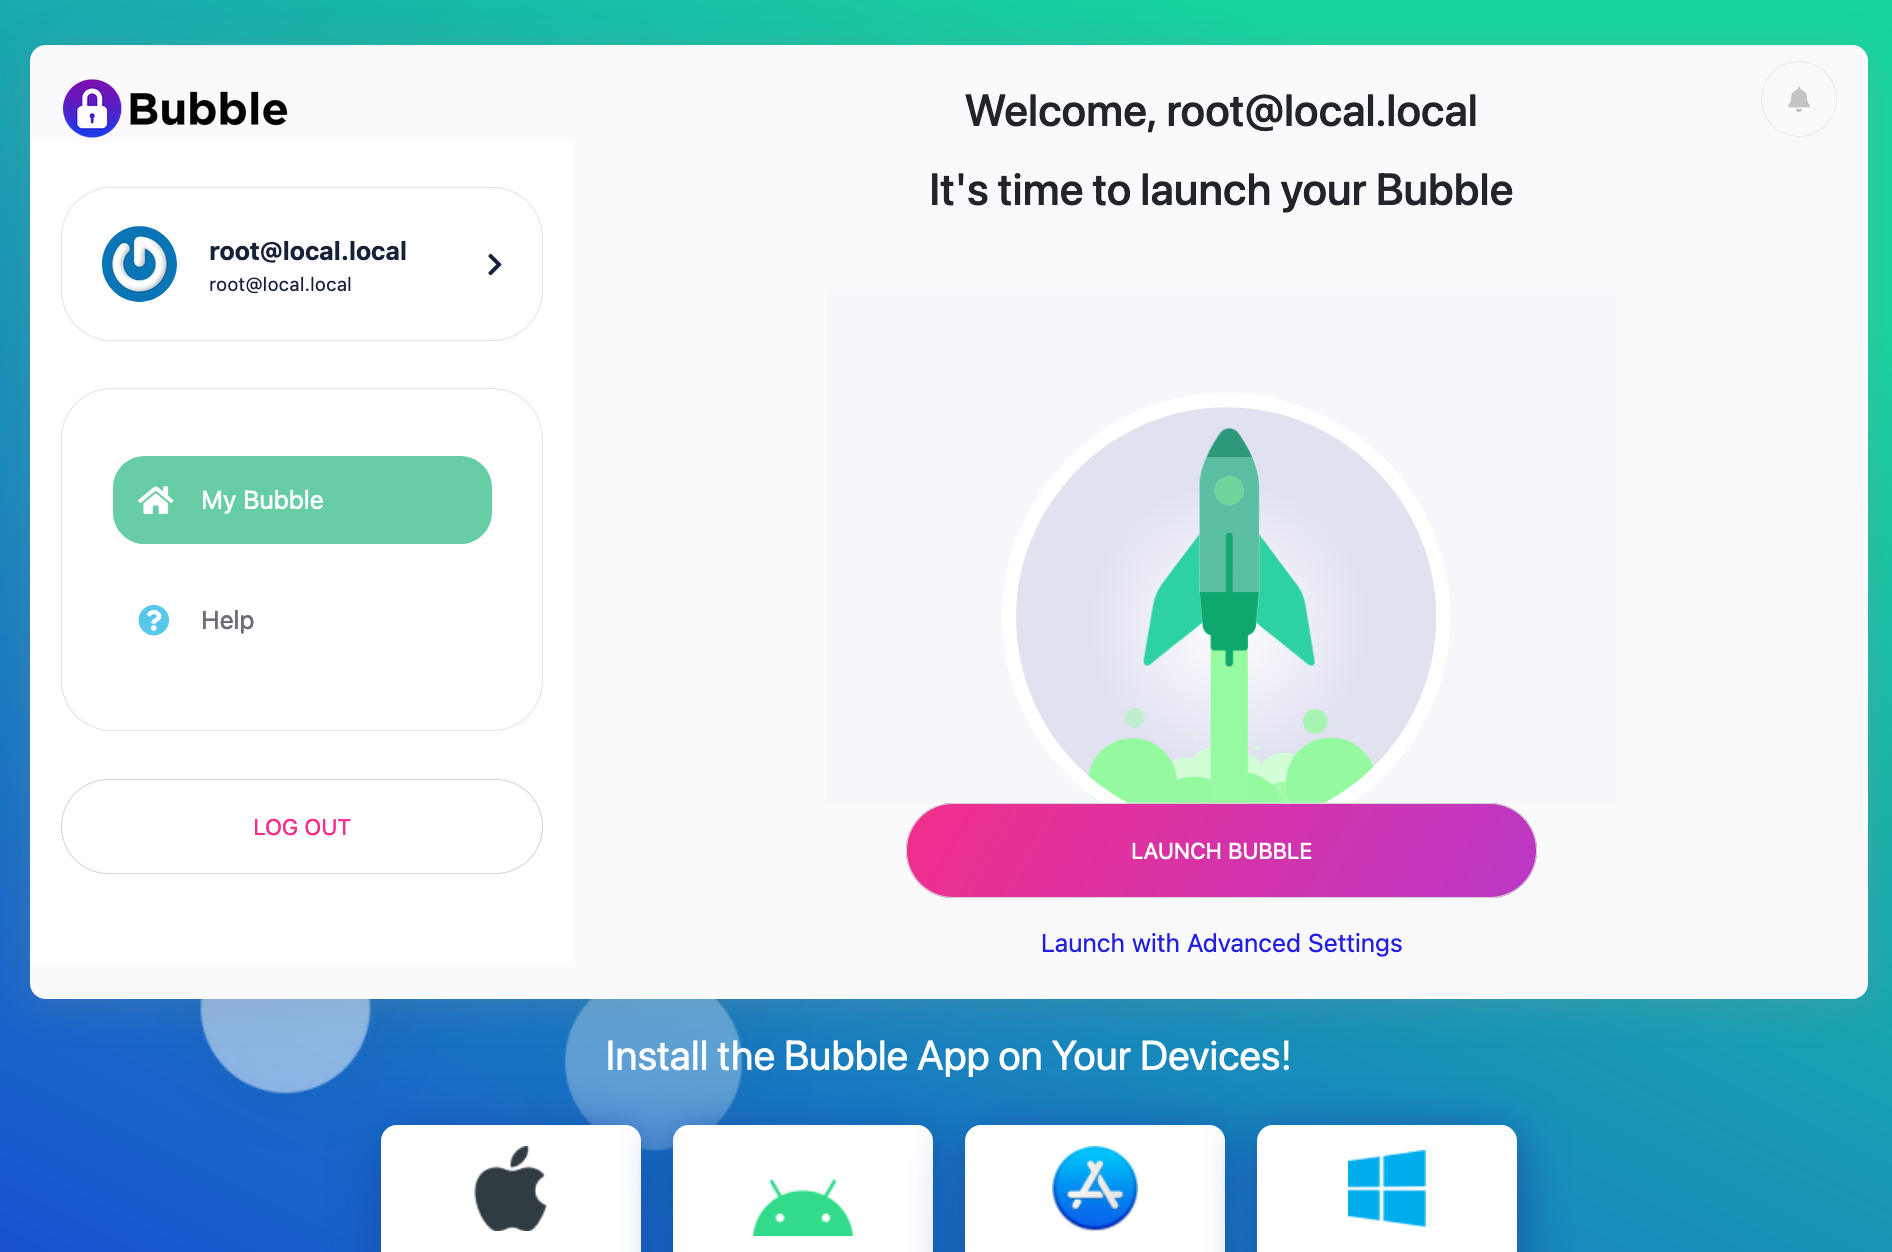 Bubble
Welcome, root@local.local
It's time to launch your Bubble
root@local.local
root@local.local
My Bubble
Help
LOG OUT
LAUNCH BUBBLE
Launch with Advanced Settings
Install the Bubble App on Your Devices!